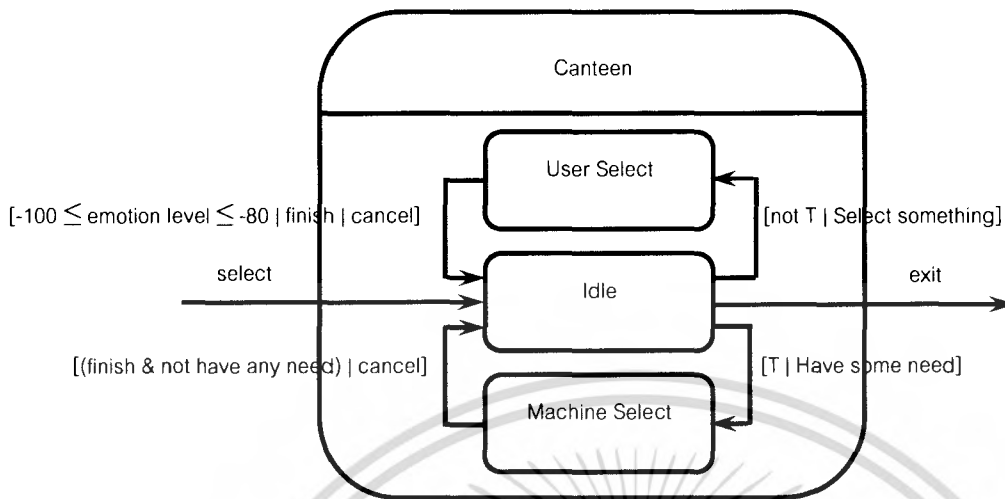 Canteen
User Select
[-100 ≤ emotion level ≤ -80 | finish | cancel]
[not T | Select something]
select
Idle
exit
[(finish & not have any need) | cancel]
[T | Have some need]
Machine Select